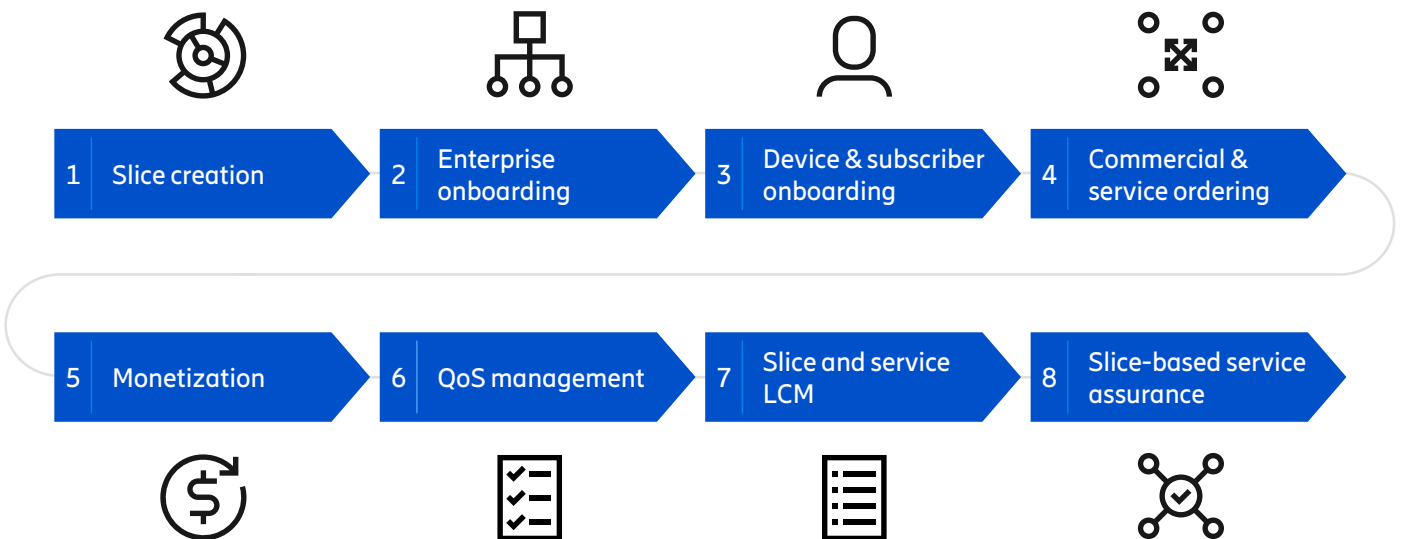 1 Slice creation
2 Enterprise
onboarding
3 Device & subscriber
onboarding
4 Commercial &
service ordering
5 Monetization
6 QoS management
7 Slice and service
LCM
8 Slice-based service
assurance